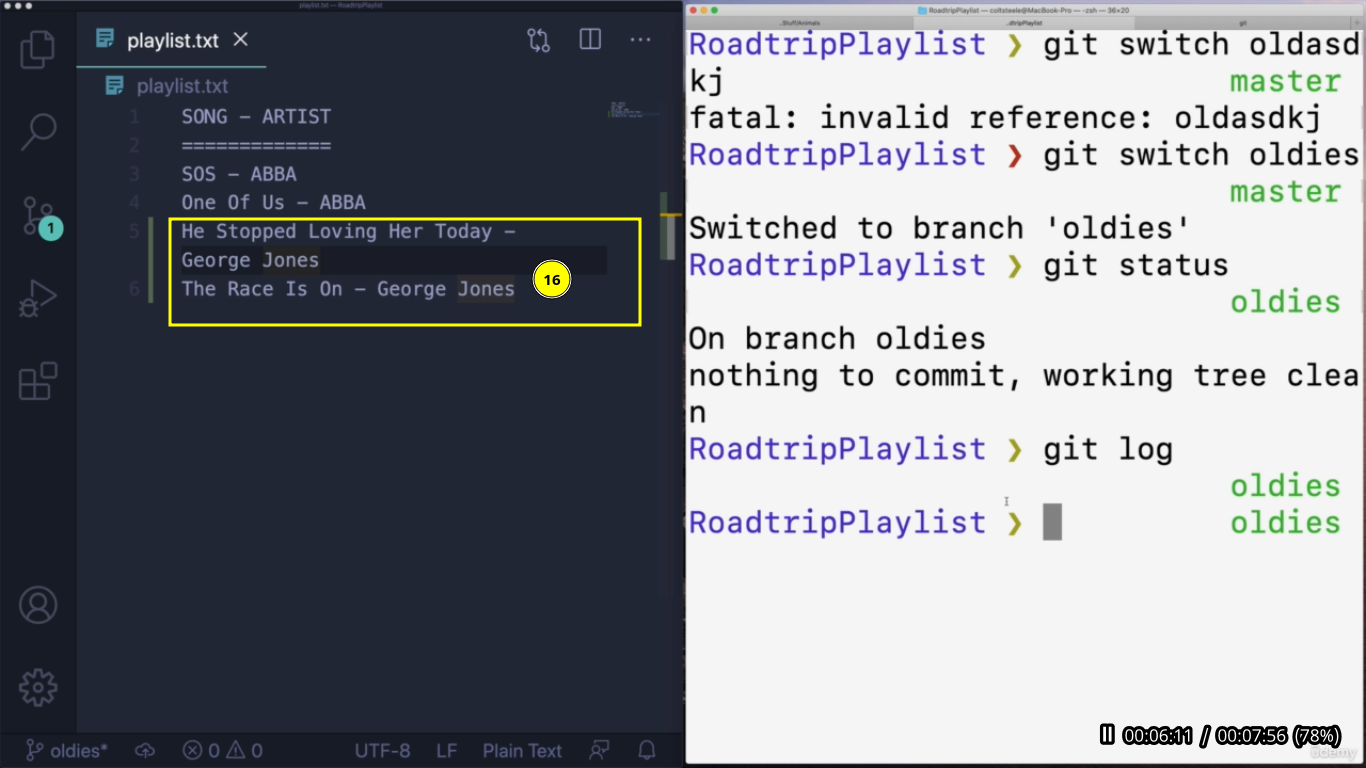 playlist.txt — RoadtripPlaylist
playlist.txt
playlist.txt
1 SONG – ARTIST
2 =============
3 SOS – ABBA
4 One Of Us – ABBA
5 He Stopped Loving Her Today –
George Jones
6 The Race Is On – George Jones
16
1
oldies*
0
0
UTF-8
LF
Plain Text
RoadtripPlaylist — coltsteele@MacBook-Pro — -zsh — 36×20
..Stuff/Animals
..dtripPlaylist
git
RoadtripPlaylist ❯ git switch oldasd
kj master
fatal: invalid reference: oldasdkj
RoadtripPlaylist ❯ git switch oldies
master
Switched to branch 'oldies'
RoadtripPlaylist ❯ git status
oldies
On branch oldies
nothing to commit, working tree clea
n
RoadtripPlaylist ❯ git log
oldies
RoadtripPlaylist ❯ oldies
00:06:11 / 00:07:56 (78%)
udemy